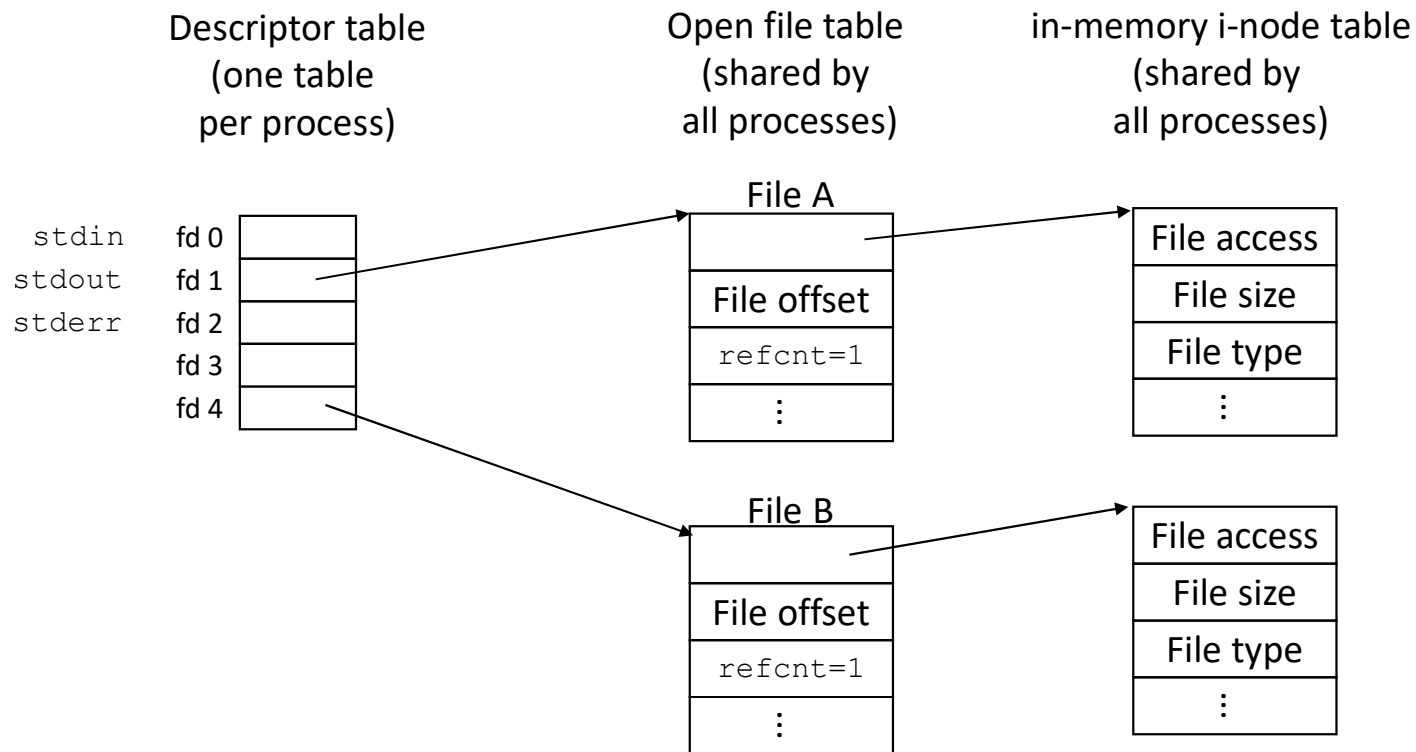 Descriptor table
(one table
per process)
Open file table
(shared by
all processes)
in-memory i-node table
(shared by
all processes)
stdin fd 0
stdout fd 1
stderr fd 2
fd 3
fd 4
File A
File offset
refcnt=1
⋮
File access
File size
File type
⋮
File B
File offset
refcnt=1
⋮
File access
File size
File type
⋮